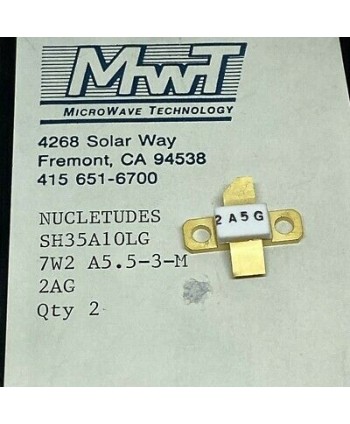 MwT
MicroWave Technology
4268 Solar Way
Fremont, CA 94538
415 651-6700
NUCLETUDES
SH35A10LG
7W2 A5.5-3-M
2AG
Qty 2
2 A 5 G